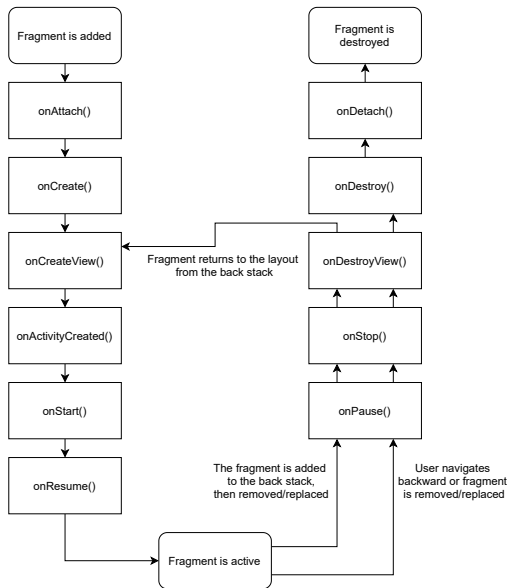 Fragment is added
onAttach()
onCreate()
onCreateView()
onActivityCreated()
onStart()
onResume()
Fragment is active
The fragment is added
to the back stack,
then removed/replaced
User navigates
backward or fragment
is removed/replaced
onPause()
onStop()
onDestroyView()
Fragment returns to the layout
from the back stack
onDestroy()
onDetach()
Fragment is
destroyed